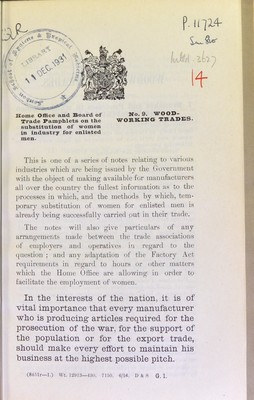 P. 11724
14
11 DEC. 1931
Home Office and Board of
Trade Pamphlets on the
substitution of women
in industry for enlisted
men.
No. 9. WOOD-
WORKING TRADES.
This is one of a series of notes relating to various
industries which are being issued by the Government
with the object of making available for manufacturers
all over the country the fullest information as to the
processes in which, and the methods by which, tem-
porary substitution of women for enlisted men is
already being successfully carried out in their trade.
The notes will also give particulars of any
arrangements made between the trade associations
of employers and operatives in regard to the
question; and any adaptation of the Factory Act
requirements in regard to hours or other matters
which the Home Office are allowing in order to
facilitate the employment of women.
In the interests of the nation, it is of
vital importance that every manufacturer
who is producing articles required for the
prosecution of the war, for the support of
the population or for the export trade,
should make every effort to maintain his
business at the highest possible pitch.
D & S G. 1.